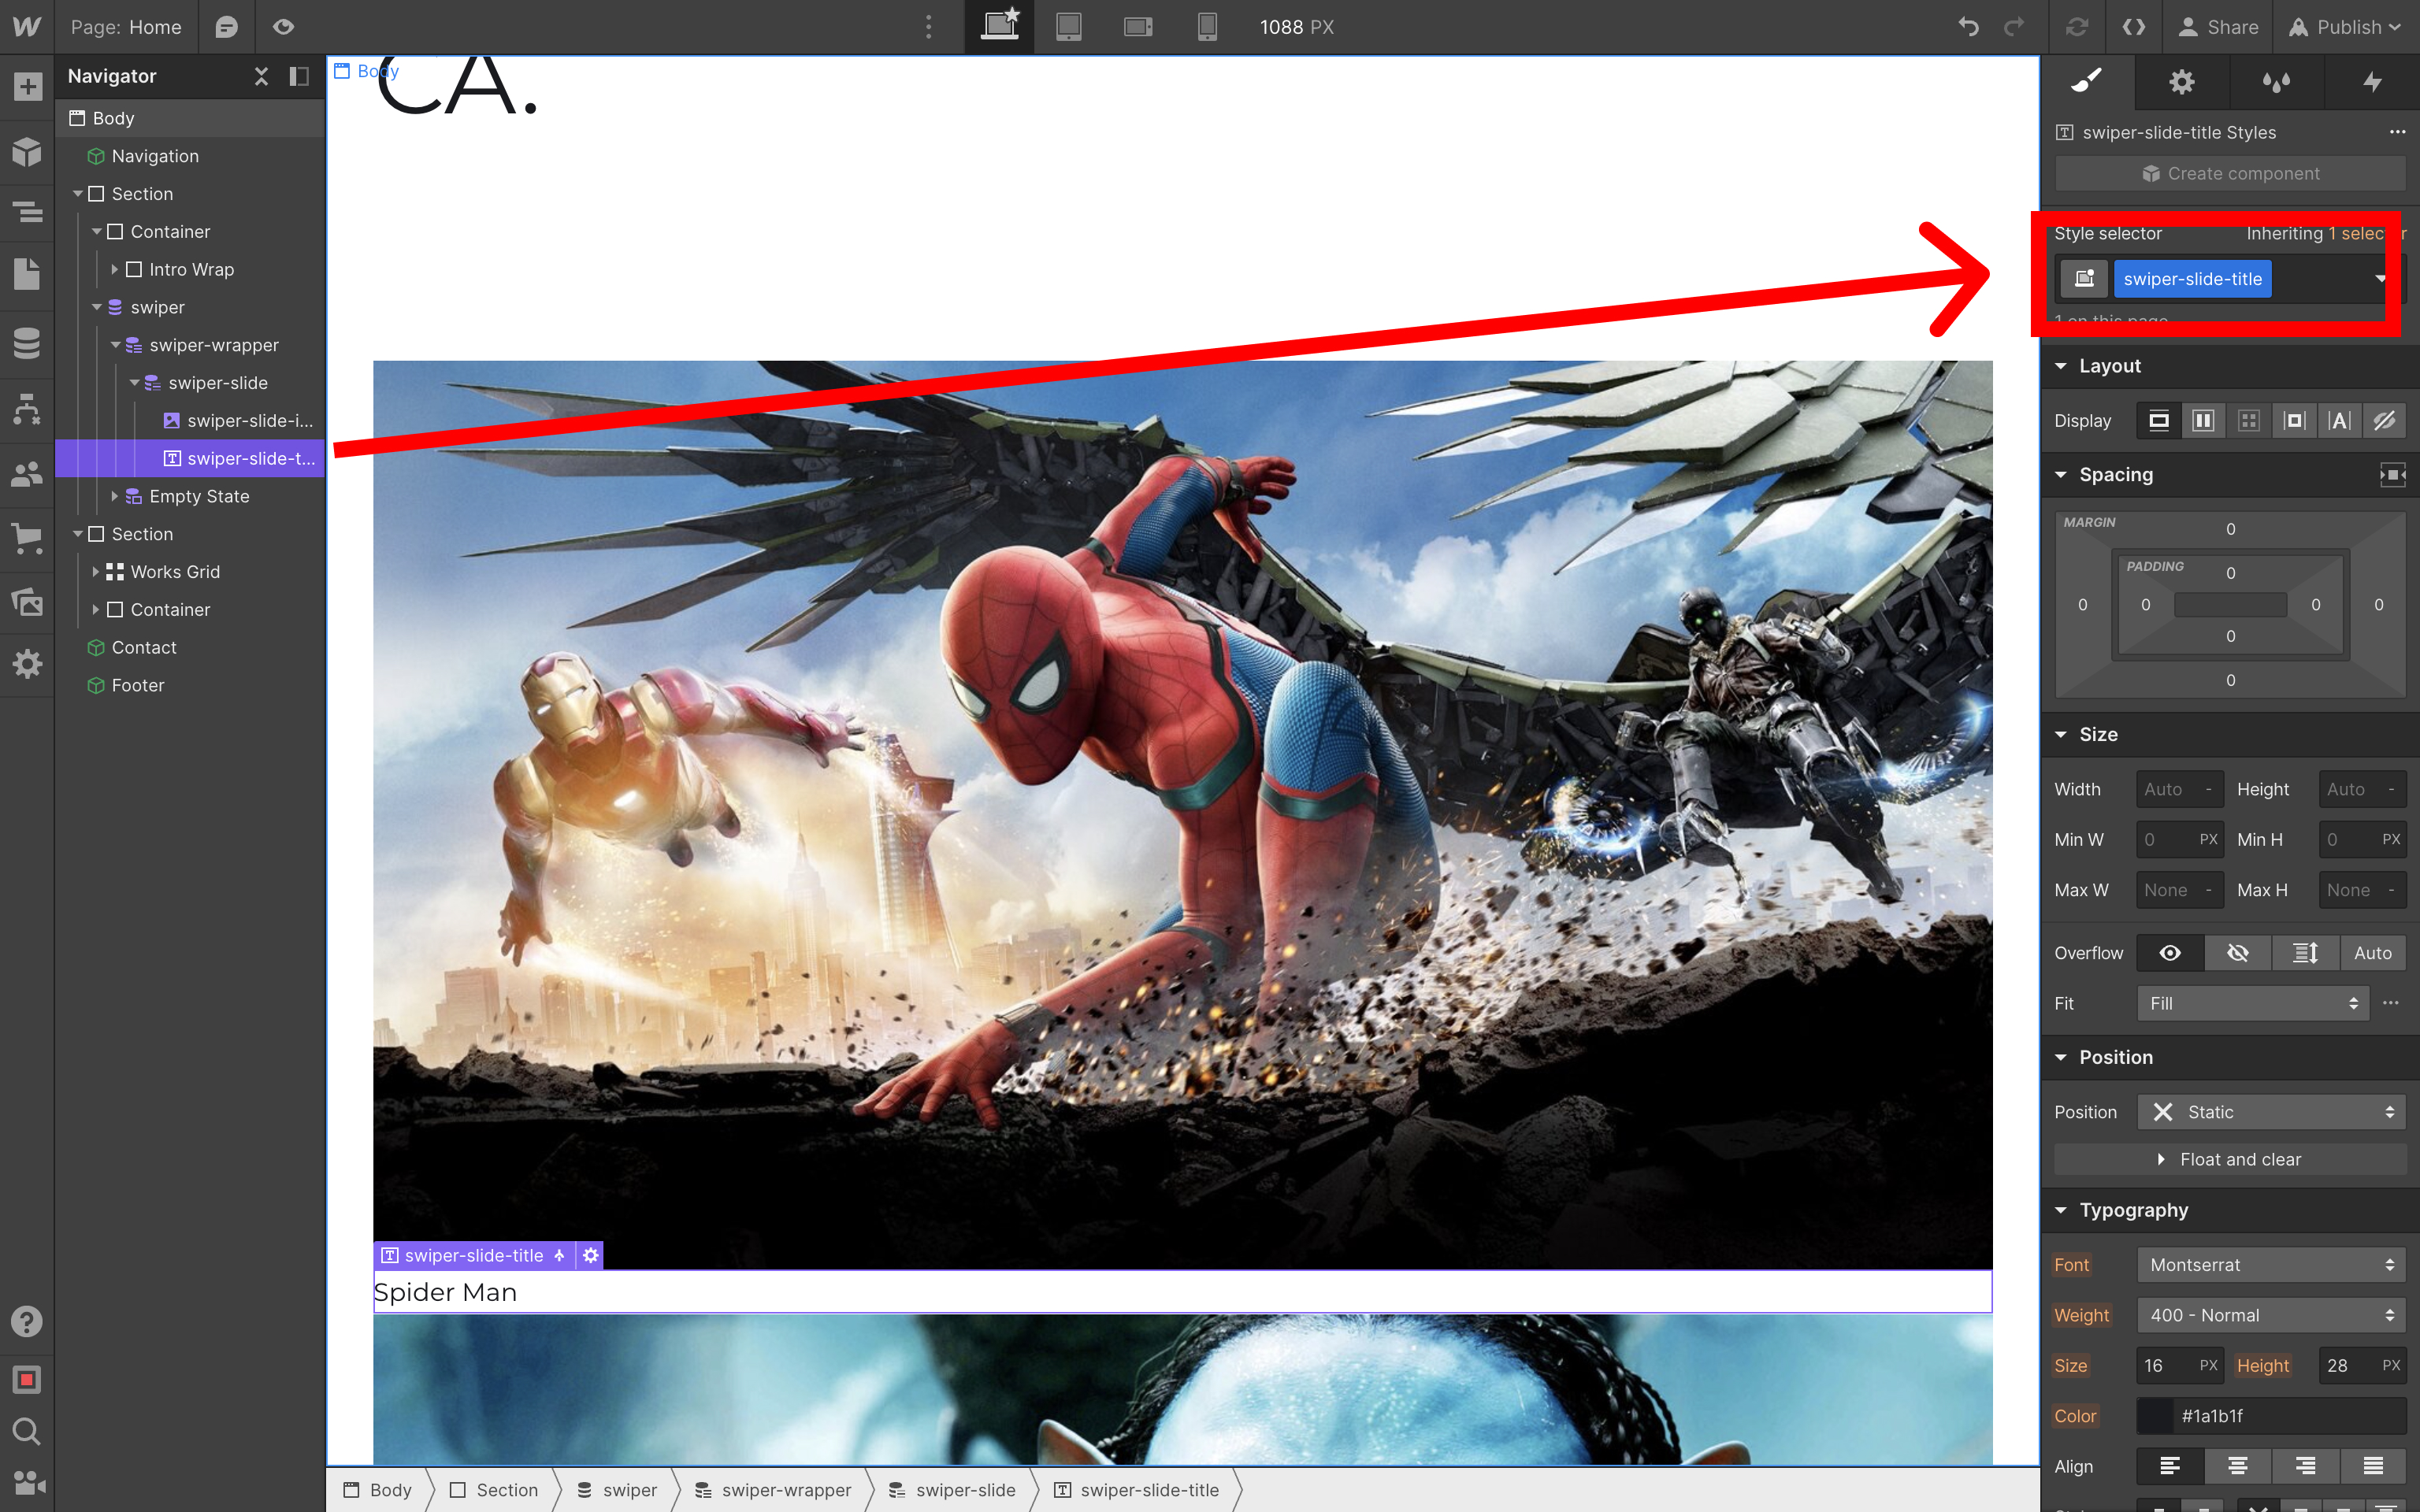 Page: Home
1088 PX
Share
Publish
Navigator
Body
Navigation
Section
Container
Intro Wrap
swiper
swiper-wrapper
swiper-slide
swiper-slide-i...
swiper-slide-t...
Empty State
Section
Works Grid
Container
Contact
Footer
Body
CA.
swiper-slide-title
Spider Man
Body
Section
swiper
swiper-wrapper
swiper-slide
swiper-slide-title
swiper-slide-title Styles
Create component
Style selector Inheriting 1 selector
swiper-slide-title
1 on this page
Layout
Display
Spacing
MARGIN
0
PADDING
0
0 0 0 0
0
0
Size
Width Auto - Height Auto -
Min W 0 PX Min H 0 PX
Max W None - Max H None -
Overflow Auto
Fit Fill
Position
Position Static
Float and clear
Typography
Font Montserrat
Weight 400 - Normal
Size 16 PX Height 28 PX
Color #1a1b1f
Align